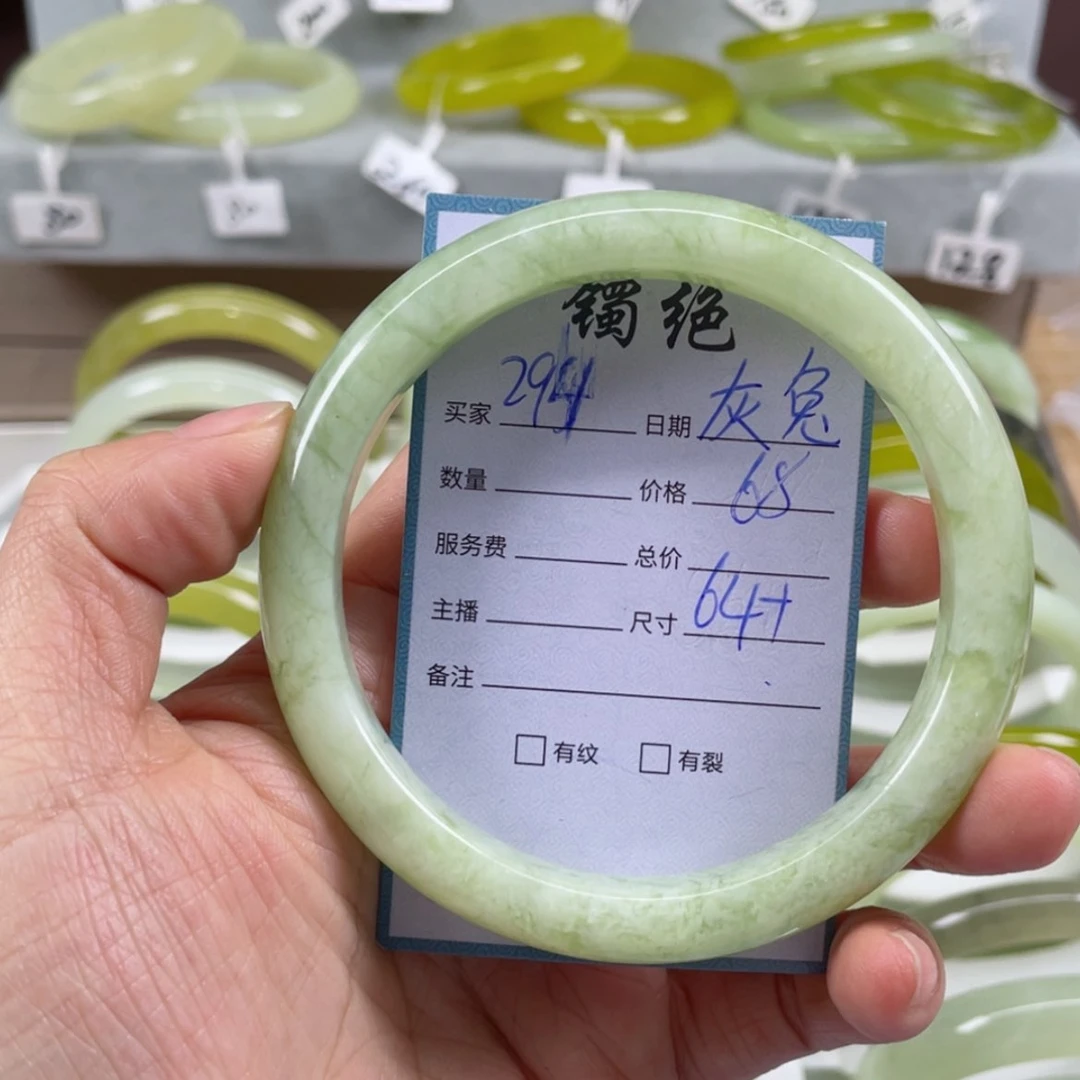 镯绝
买家 294 日期 灰兔
数量 价格 68
服务费 总价
主播 尺寸 64+
备注
有纹 有裂
128